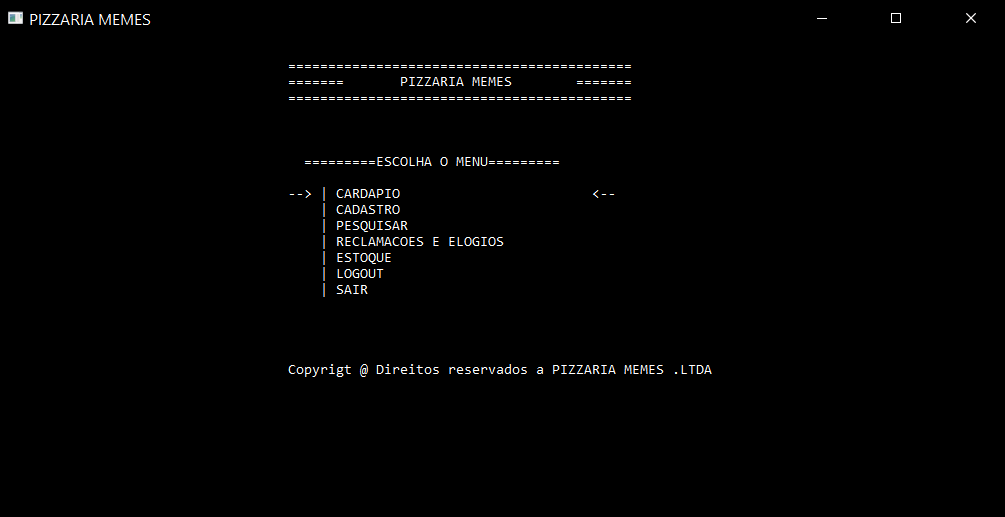 PIZZARIA MEMES
===========================================
=======       PIZZARIA MEMES        =======
===========================================
=========ESCOLHA O MENU=========
--> | CARDAPIO                        <--
| CADASTRO
| PESQUISAR
| RECLAMACOES E ELOGIOS
| ESTOQUE
| LOGOUT
| SAIR
Copyrigt @ Direitos reservados a PIZZARIA MEMES .LTDA